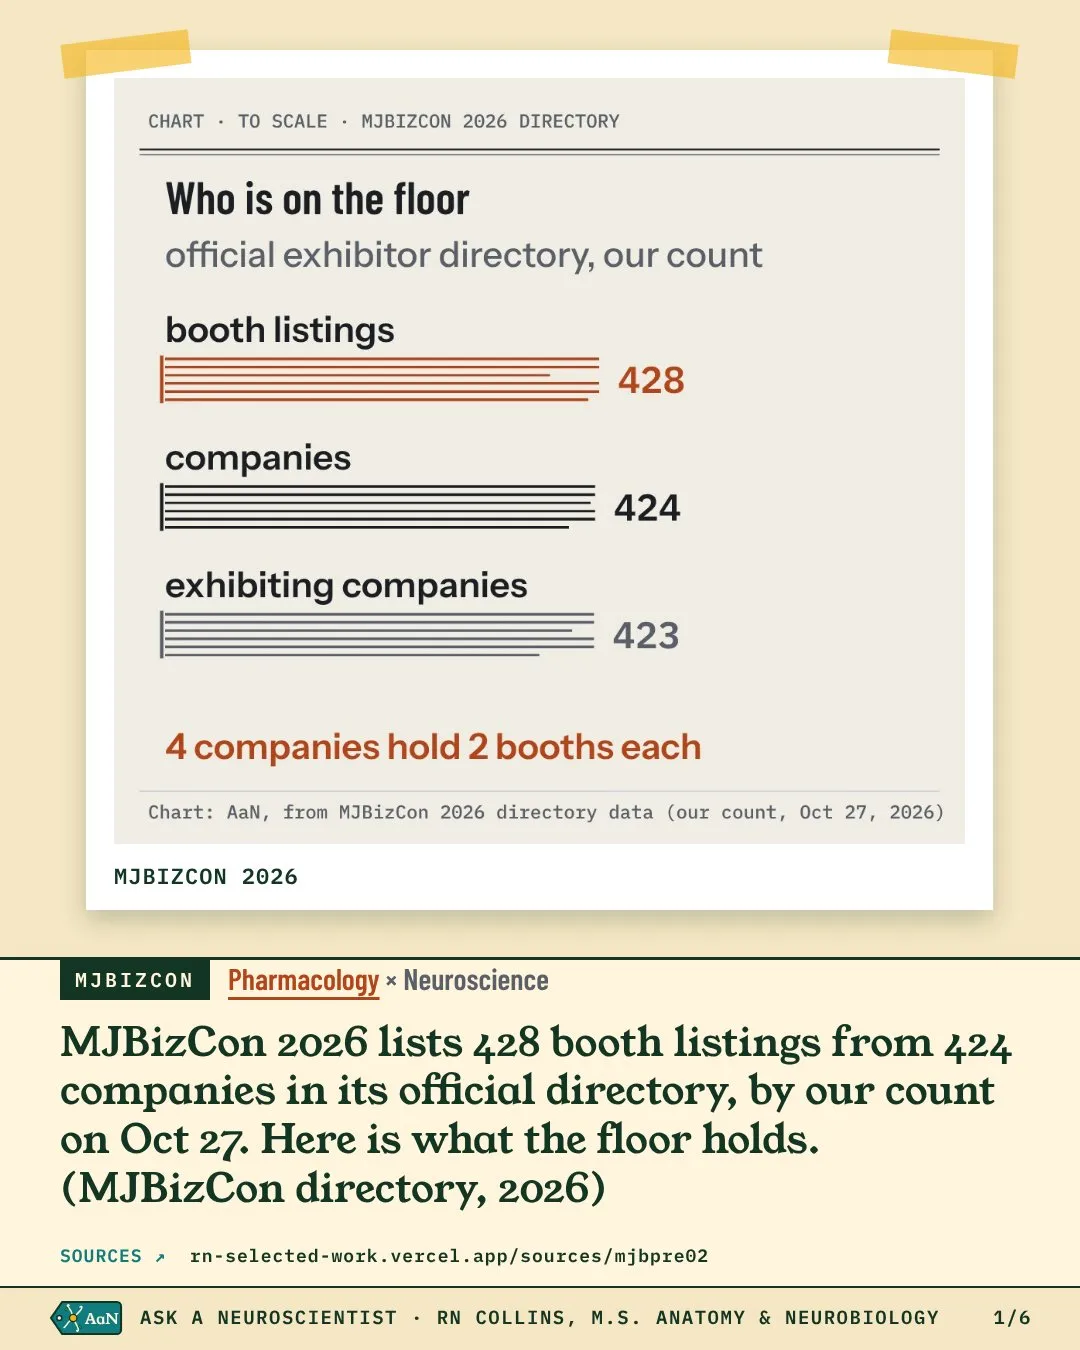 CHART · TO SCALE · MJBIZCON 2026 DIRECTORY
Who is on the floor
official exhibitor directory, our count
booth listings
428
companies
424
exhibiting companies
423
4 companies hold 2 booths each
Chart: AaN, from MJBizCon 2026 directory data (our count, Oct 27, 2026)
MJBIZCON 2026
MJBIZCON Pharmacology × Neuroscience
MJBizCon 2026 lists 428 booth listings from 424
companies in its official directory, by our count
on Oct 27. Here is what the floor holds.
(MJBizCon directory, 2026)
SOURCES ↗ rn-selected-work.vercel.app/sources/mjbpre02
AaN ASK A NEUROSCIENTIST · RN COLLINS, M.S. ANATOMY & NEUROBIOLOGY 1/6